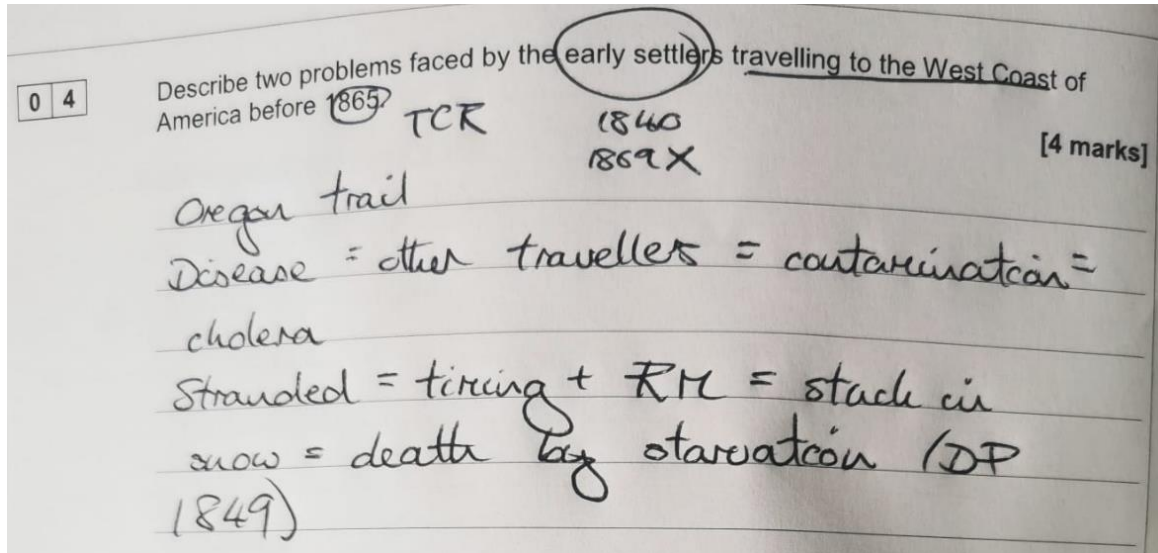 0 4
Describe two problems faced by the early settlers travelling to the West Coast of
America before 1865?
TCR
1840
1869 X
[4 marks]
Oregon trail
Disease = other travellers = contamination =
cholera
Stranded = timing + RM = stuck in
snow = death by starvation (DP
1849)